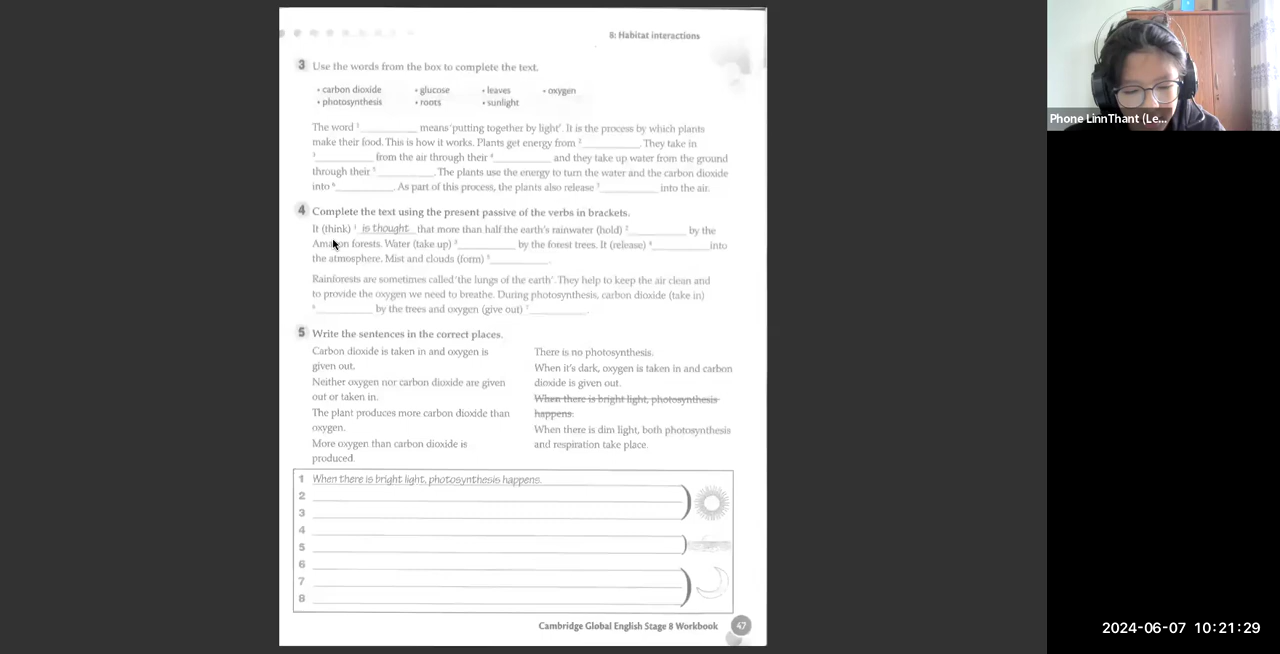 8: Habitat interactions
3 Use the words from the box to complete the text.
• carbon dioxide • glucose • leaves • oxygen
• photosynthesis • roots • sunlight
The word 1 ________ means 'putting together by light'. It is the process by which plants
make their food. This is how it works. Plants get energy from 2 ________. They take in
3 ________ from the air through their 4 ________ and they take up water from the ground
through their 5 ________. The plants use the energy to turn the water and the carbon dioxide
into 6 ________. As part of this process, the plants also release 7 ________ into the air.
4 Complete the text using the present passive of the verbs in brackets.
It (think) 1 is thought that more than half the earth's rainwater (hold) 2 ________ by the
Amazon forests. Water (take up) 3 ________ by the forest trees. It (release) 4 ________ into
the atmosphere. Mist and clouds (form) 5 ________.
Rainforests are sometimes called 'the lungs of the earth'. They help to keep the air clean and
to provide the oxygen we need to breathe. During photosynthesis, carbon dioxide (take in)
6 ________ by the trees and oxygen (give out) 7 ________.
5 Write the sentences in the correct places.
Carbon dioxide is taken in and oxygen is
given out.
Neither oxygen nor carbon dioxide are given
out or taken in.
The plant produces more carbon dioxide than
oxygen.
More oxygen than carbon dioxide is
produced.
There is no photosynthesis.
When it's dark, oxygen is taken in and carbon
dioxide is given out.
When there is bright light, photosynthesis
happens.
When there is dim light, both photosynthesis
and respiration take place.
1 When there is bright light, photosynthesis happens.
2
3
4
5
6
7
8
Cambridge Global English Stage 8 Workbook 47
Phone LinnThant (Le...
2024-06-07 10:21:29